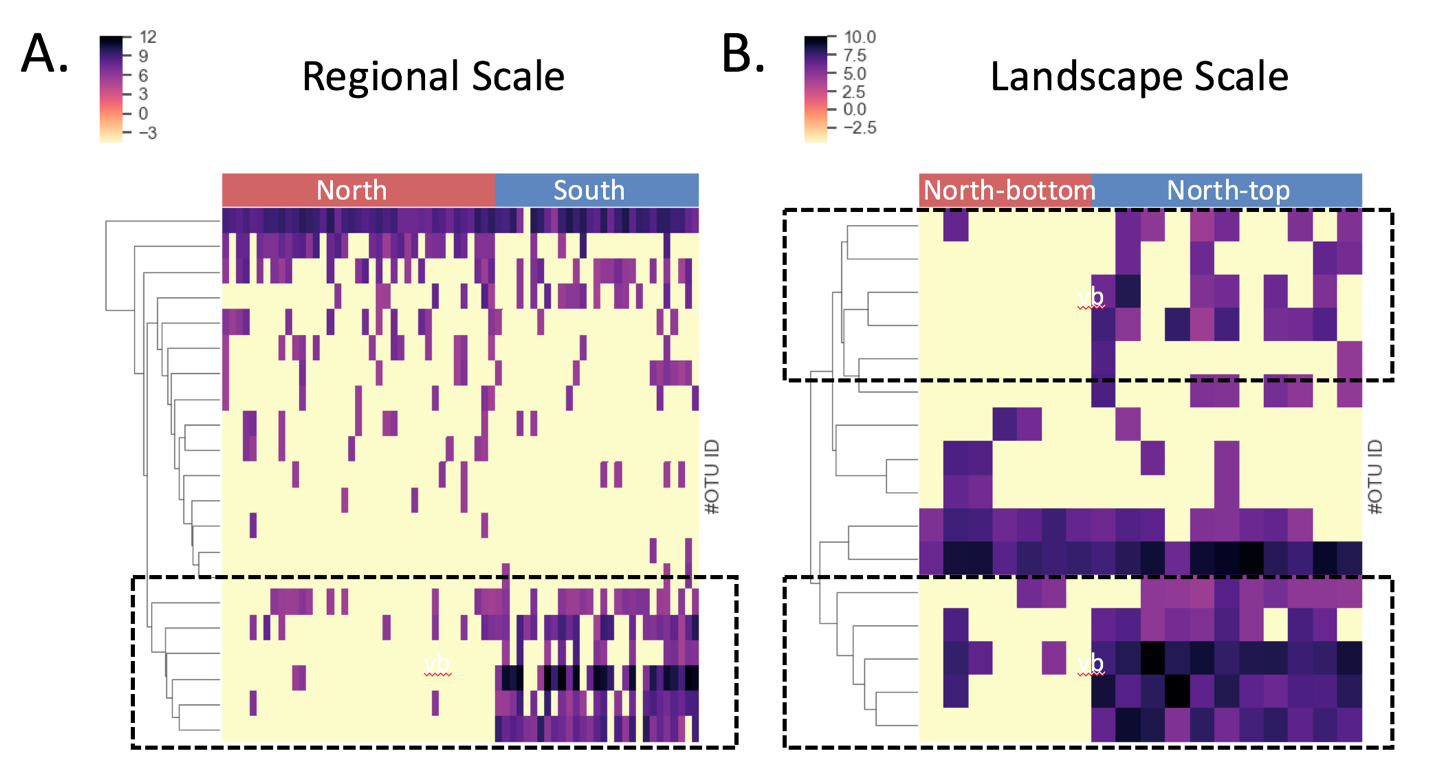 A.
12
9
6
3
0
−3
Regional Scale
North
South
vb
#OTU ID
B.
10.0
7.5
5.0
2.5
0.0
−2.5
Landscape Scale
North-bottom
North-top
vb
vb
#OTU ID